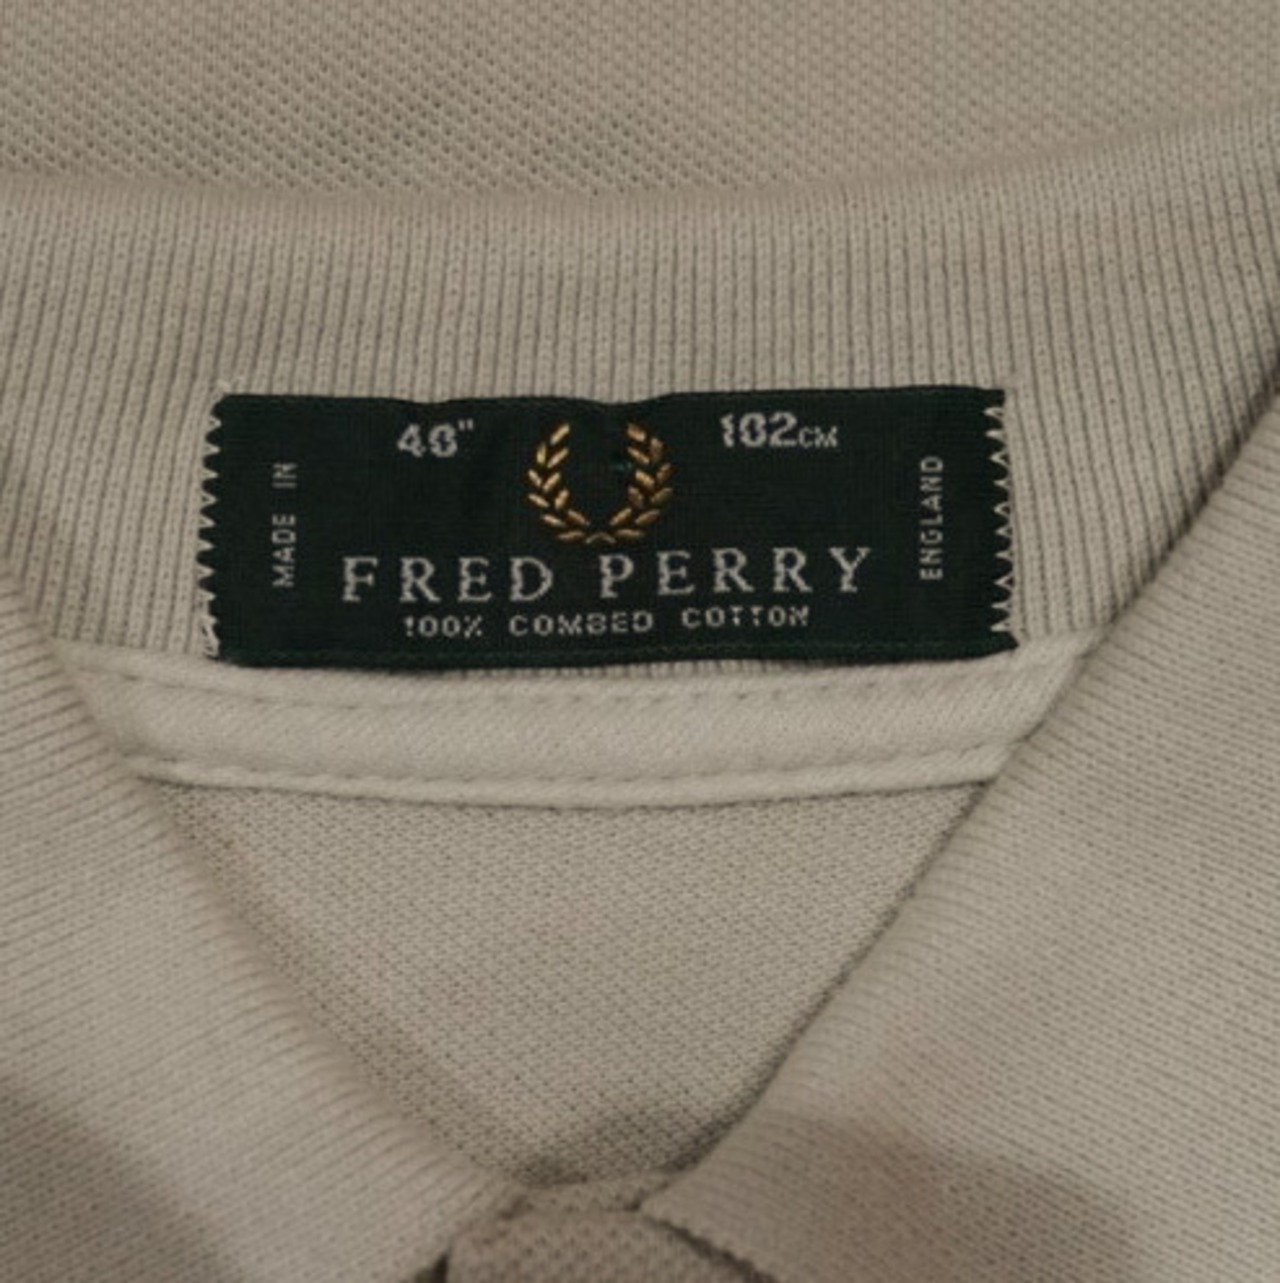 40" 102CM
MADE IN
ENGLAND
FRED PERRY
100% COMBED COTTON